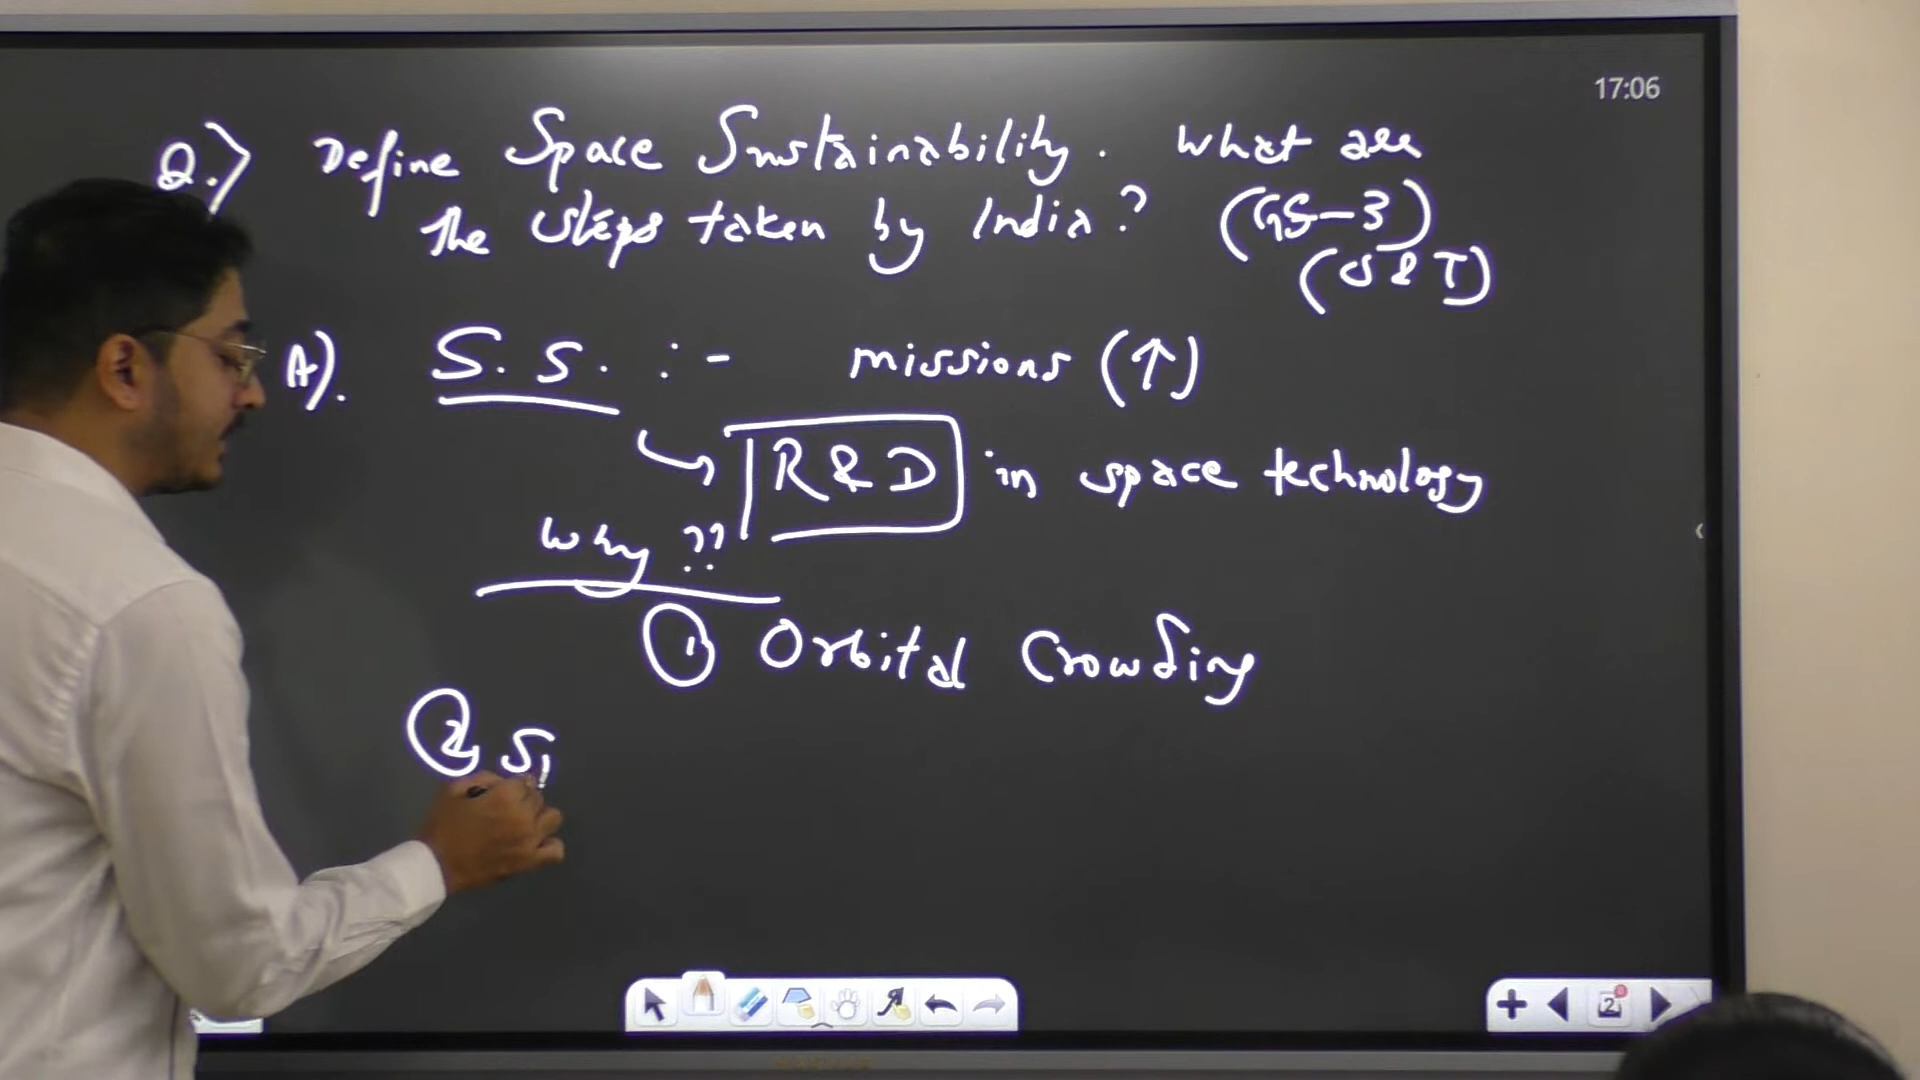 17:06
Q.) Define Space Sustainability. What are
the steps taken by India? (GS-3)
(S & T)
A). S. S. :- missions (↑)
R & D in space technology
Why ??
① Orbital Crowding
②
2